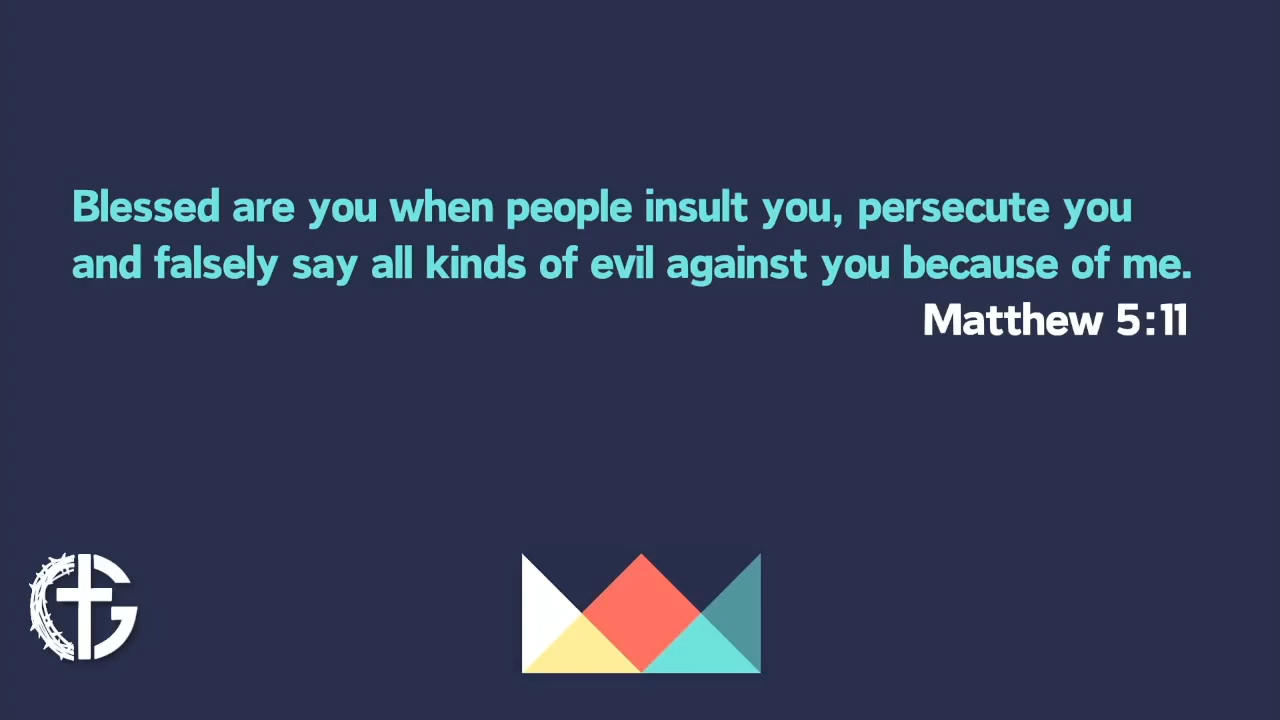 Blessed are you when people insult you, persecute you
and falsely say all kinds of evil against you because of me.
Matthew 5:11